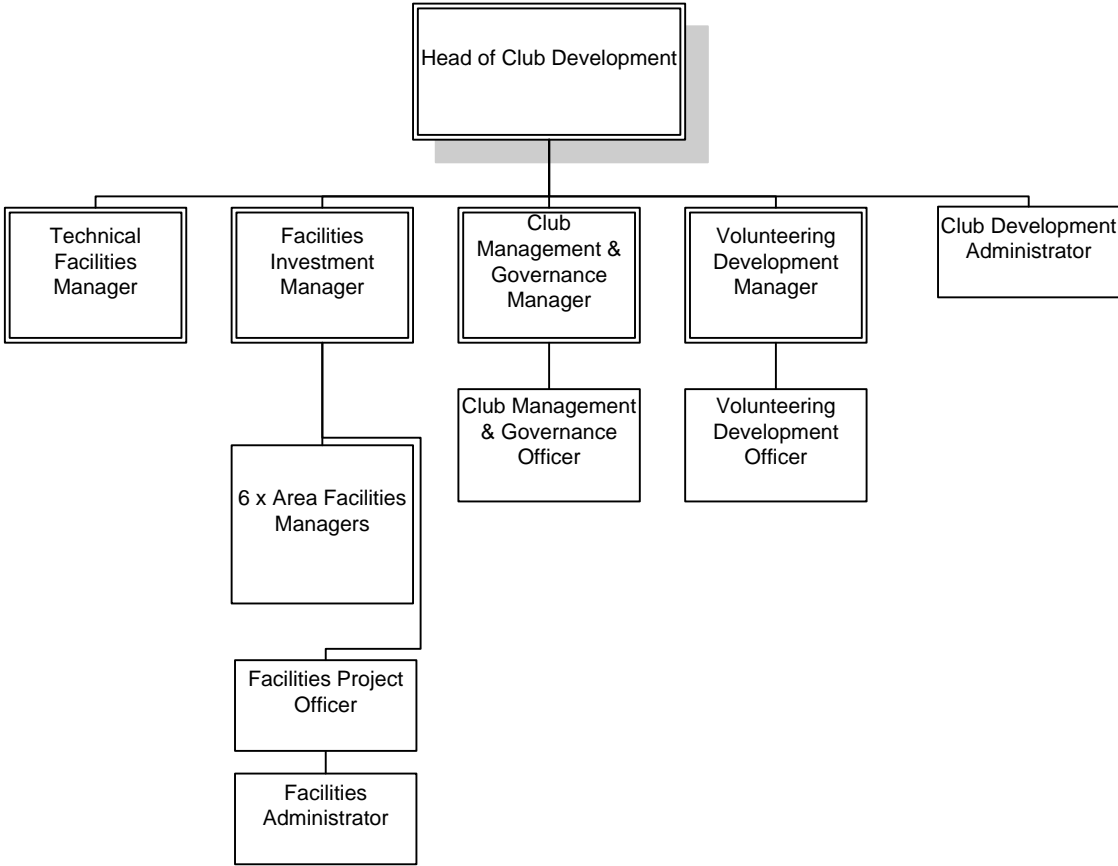 Head of Club Development
Technical
Facilities
Manager
Facilities
Investment
Manager
Club
Management &
Governance
Manager
Volunteering
Development
Manager
Club Development
Administrator
Club Management
& Governance
Officer
Volunteering
Development
Officer
6 x Area Facilities
Managers
Facilities Project
Officer
Facilities
Administrator